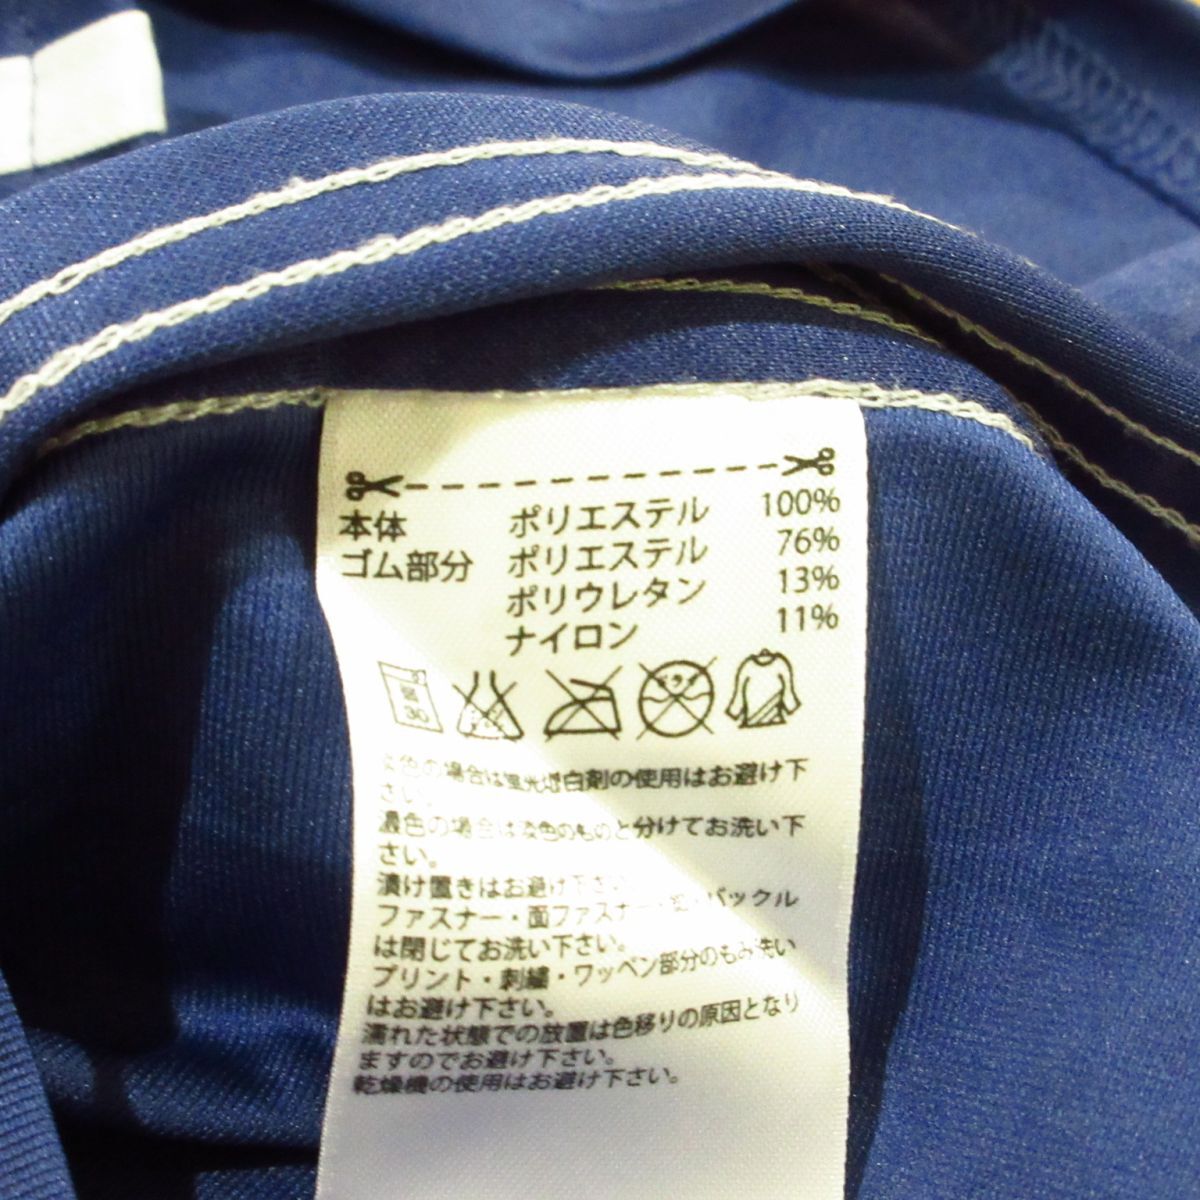 本体 ポリエステル 100%
ゴム部分 ポリエステル 76%
ポリウレタン 13%
ナイロン 11%
弱
30
ドライ
淡色の場合は蛍光増白剤の使用はお避け下
さい。
濃色の場合は淡色のものと分けてお洗い下
さい。
漬け置きはお避け下さい。
ファスナー・面ファスナー・バックル
は閉じてお洗い下さい。
プリント・刺繍・ワッペン部分のもみ洗い
はお避け下さい。
濡れた状態での放置は色移りの原因となり
ますのでお避け下さい。
乾燥機の使用はお避け下さい。